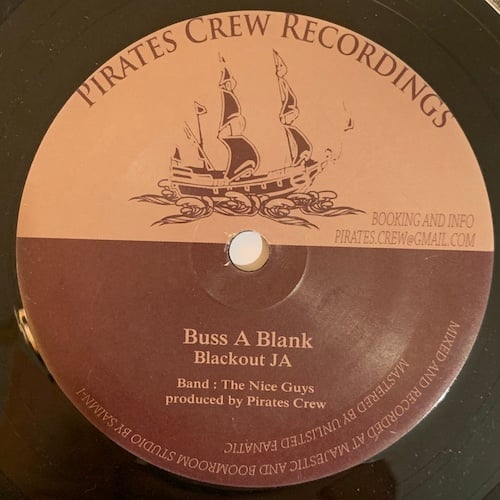 PIRATES CREW RECORDINGS
BOOKING AND INFO
PIRATES.CREW@GMAIL.COM
Buss A Blank
Blackout JA
Band : The Nice Guys
produced by Pirates Crew
MIXED AND RECORDED AT MAJESTIC AND BOOMROOM STUDIO BY SAIMN-I
MASTERED BY UNLISTED FANATIC